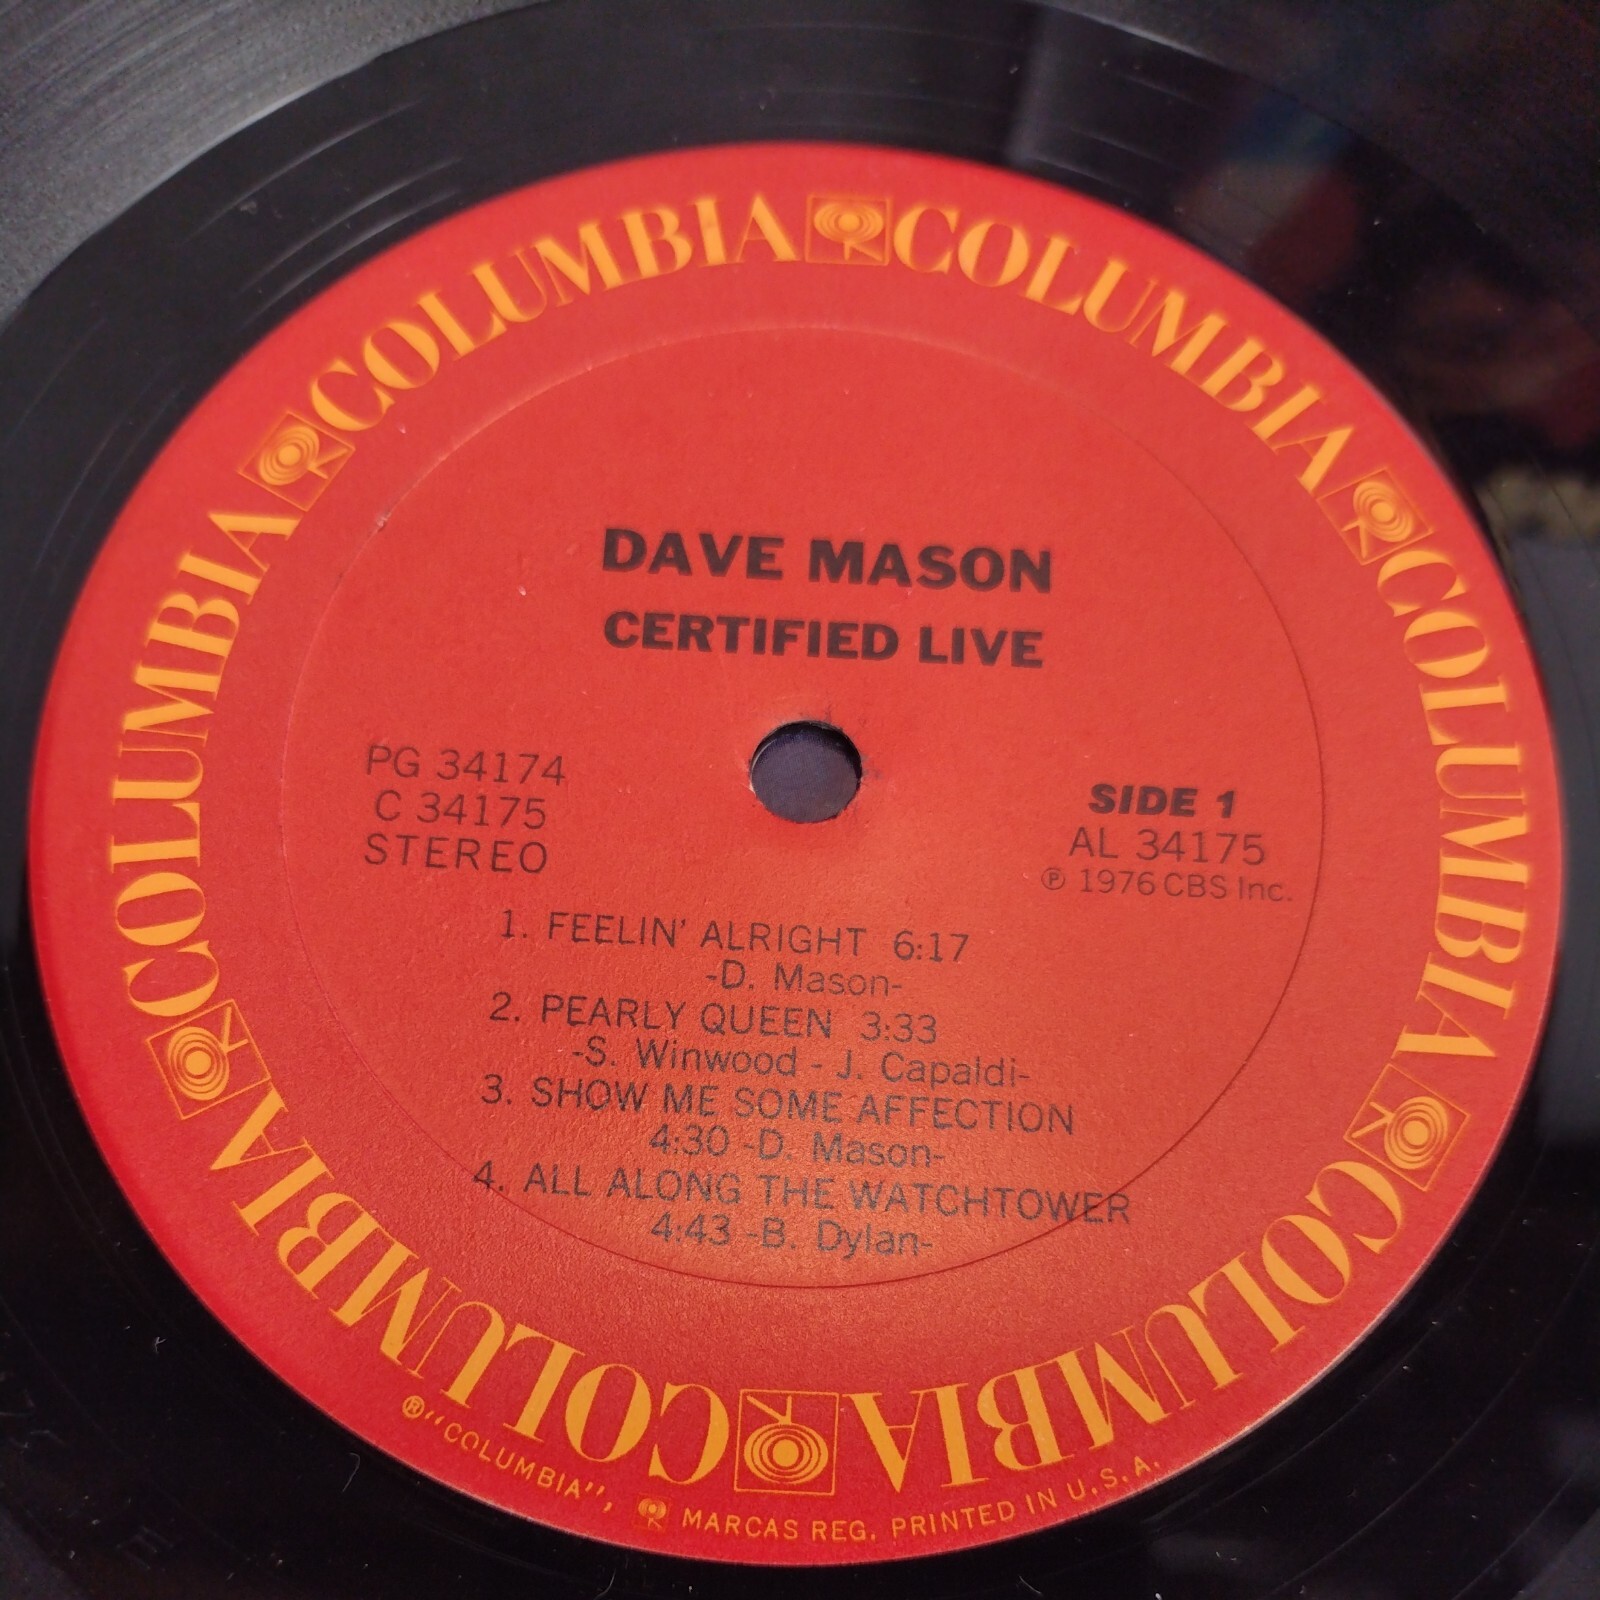 COLUMBIA COLUMBIA COLUMBIA COLUMBIA COLUMBIA COLUMBIA
DAVE MASON
CERTIFIED LIVE
PG 34174
C 34175
STEREO
SIDE 1
AL 34175
Ⓟ 1976 CBS Inc.
1. FEELIN' ALRIGHT 6:17
-D. Mason-
2. PEARLY QUEEN 3:33
-S. Winwood - J. Capaldi-
3. SHOW ME SOME AFFECTION
4:30 -D. Mason-
4. ALL ALONG THE WATCHTOWER
4:43 -B. Dylan-
® "COLUMBIA", MARCAS REG. PRINTED IN U.S.A.